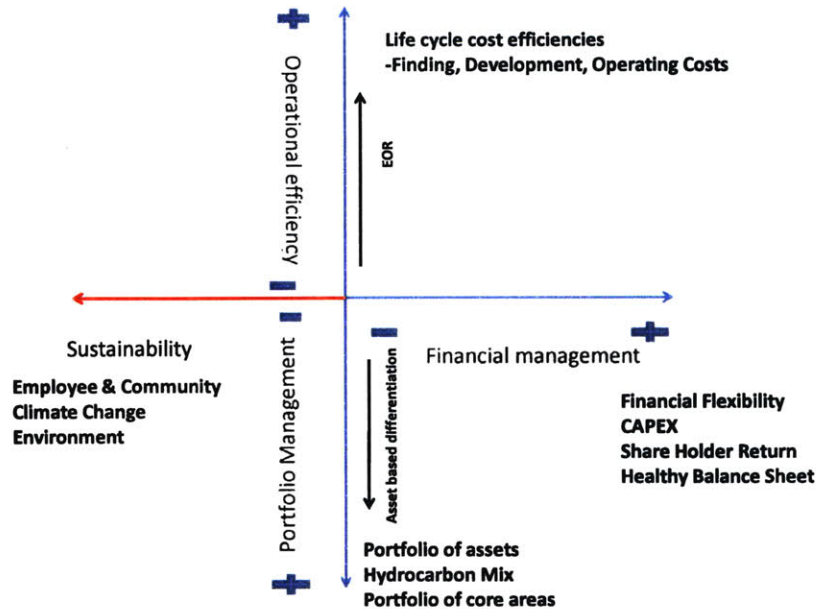 Life cycle cost efficiencies
-Finding, Development, Operating Costs
Operational efficiency
EOR
Sustainability
Employee & Community
Climate Change
Environment
Portfolio Management
Asset based differentiation
Financial management
Financial Flexibility
CAPEX
Share Holder Return
Healthy Balance Sheet
Portfolio of assets
Hydrocarbon Mix
Portfolio of core areas